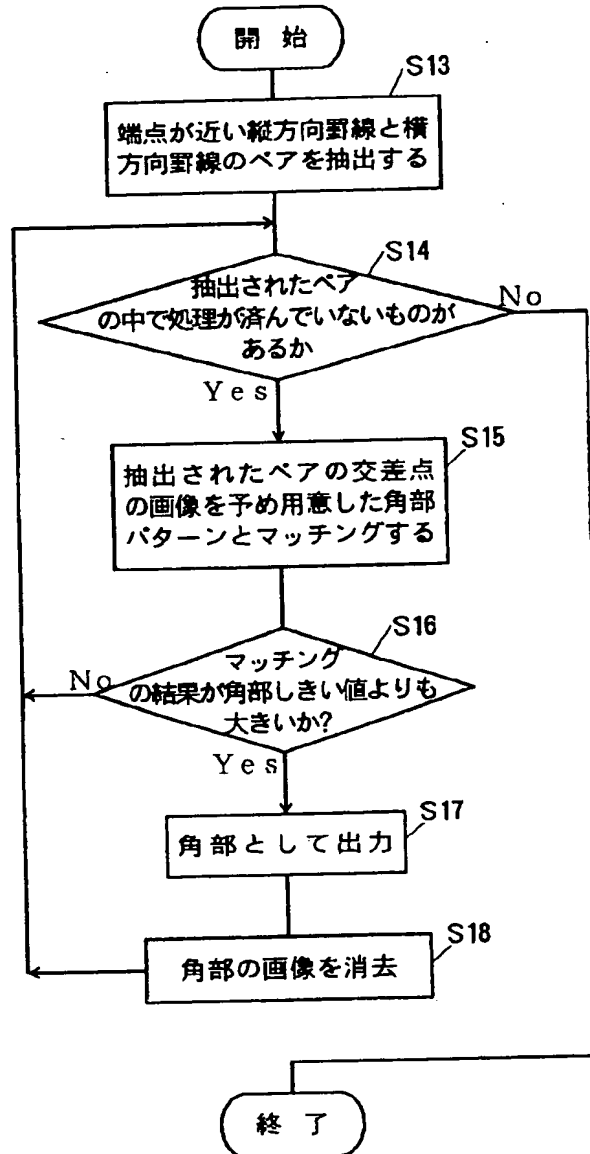 開始
S13
端点が近い縦方向罫線と横
方向罫線のペアを抽出する
S14
抽出されたペア
の中で処理が済んでいないものが
あるか
No
Yes
S15
抽出されたペアの交差点
の画像を予め用意した角部
パターンとマッチングする
S16
マッチング
の結果が角部しきい値よりも
大きいか?
No
Yes
S17
角部として出力
S18
角部の画像を消去
終了